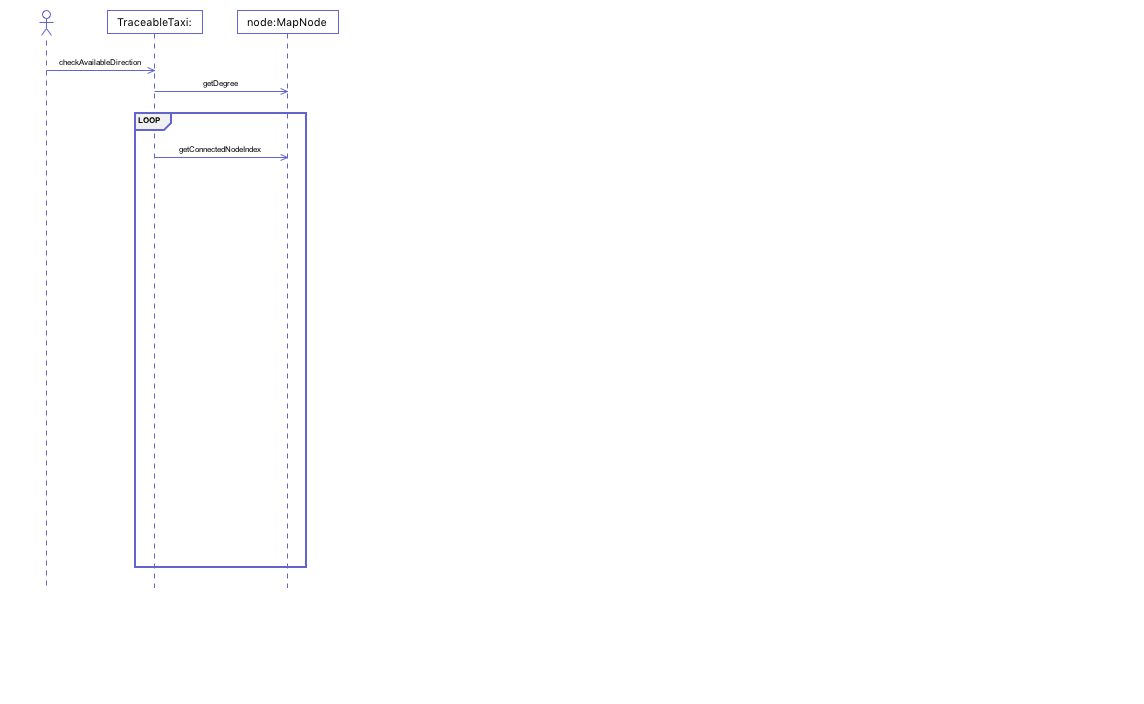 TraceableTaxi:
node:MapNode
checkAvailableDirection
getDegree
LOOP
getConnectedNodeIndex